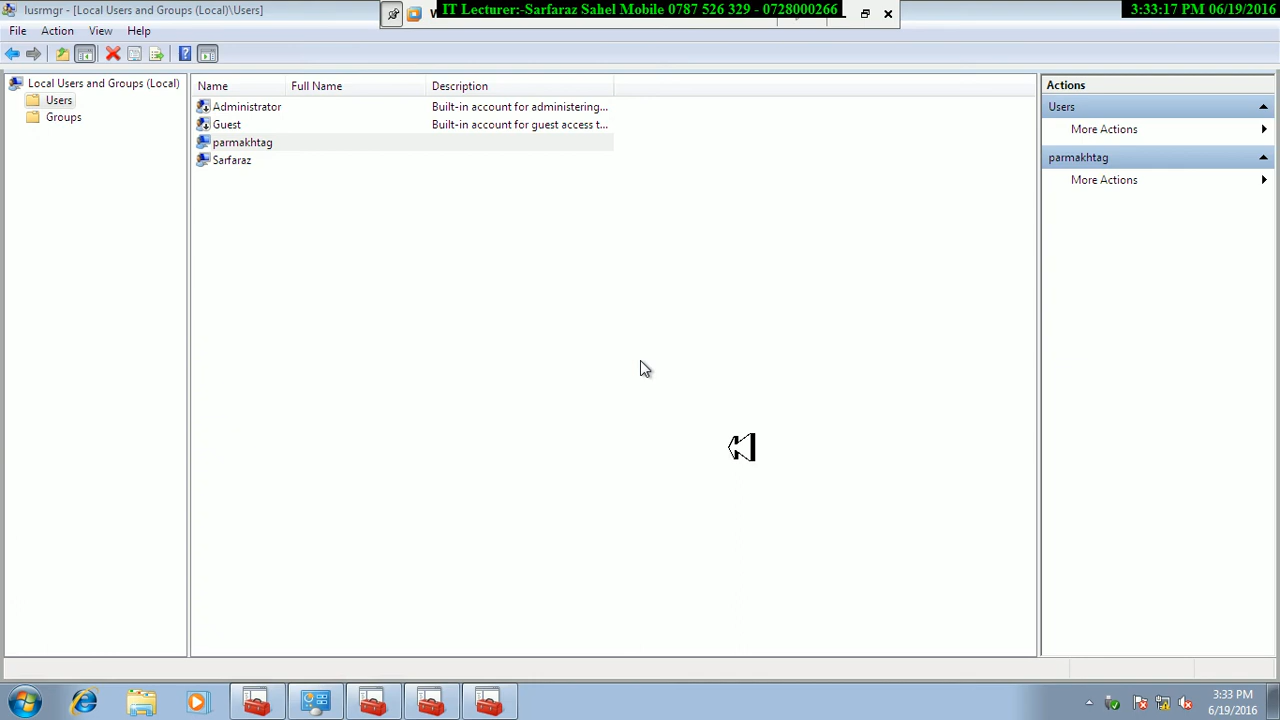 lusrmgr - [Local Users and Groups (Local)\Users]
IT Lecturer:-Sarfaraz Sahel Mobile 0787 526 329 - 0728000266
3:33:17 PM 06/19/2016
File Action View Help
Local Users and Groups (Local)
Users
Groups
Name Full Name Description
Administrator Built-in account for administering...
Guest Built-in account for guest access t...
parmakhtag
Sarfaraz
Actions
Users
More Actions
parmakhtag
More Actions
3:33 PM
6/19/2016